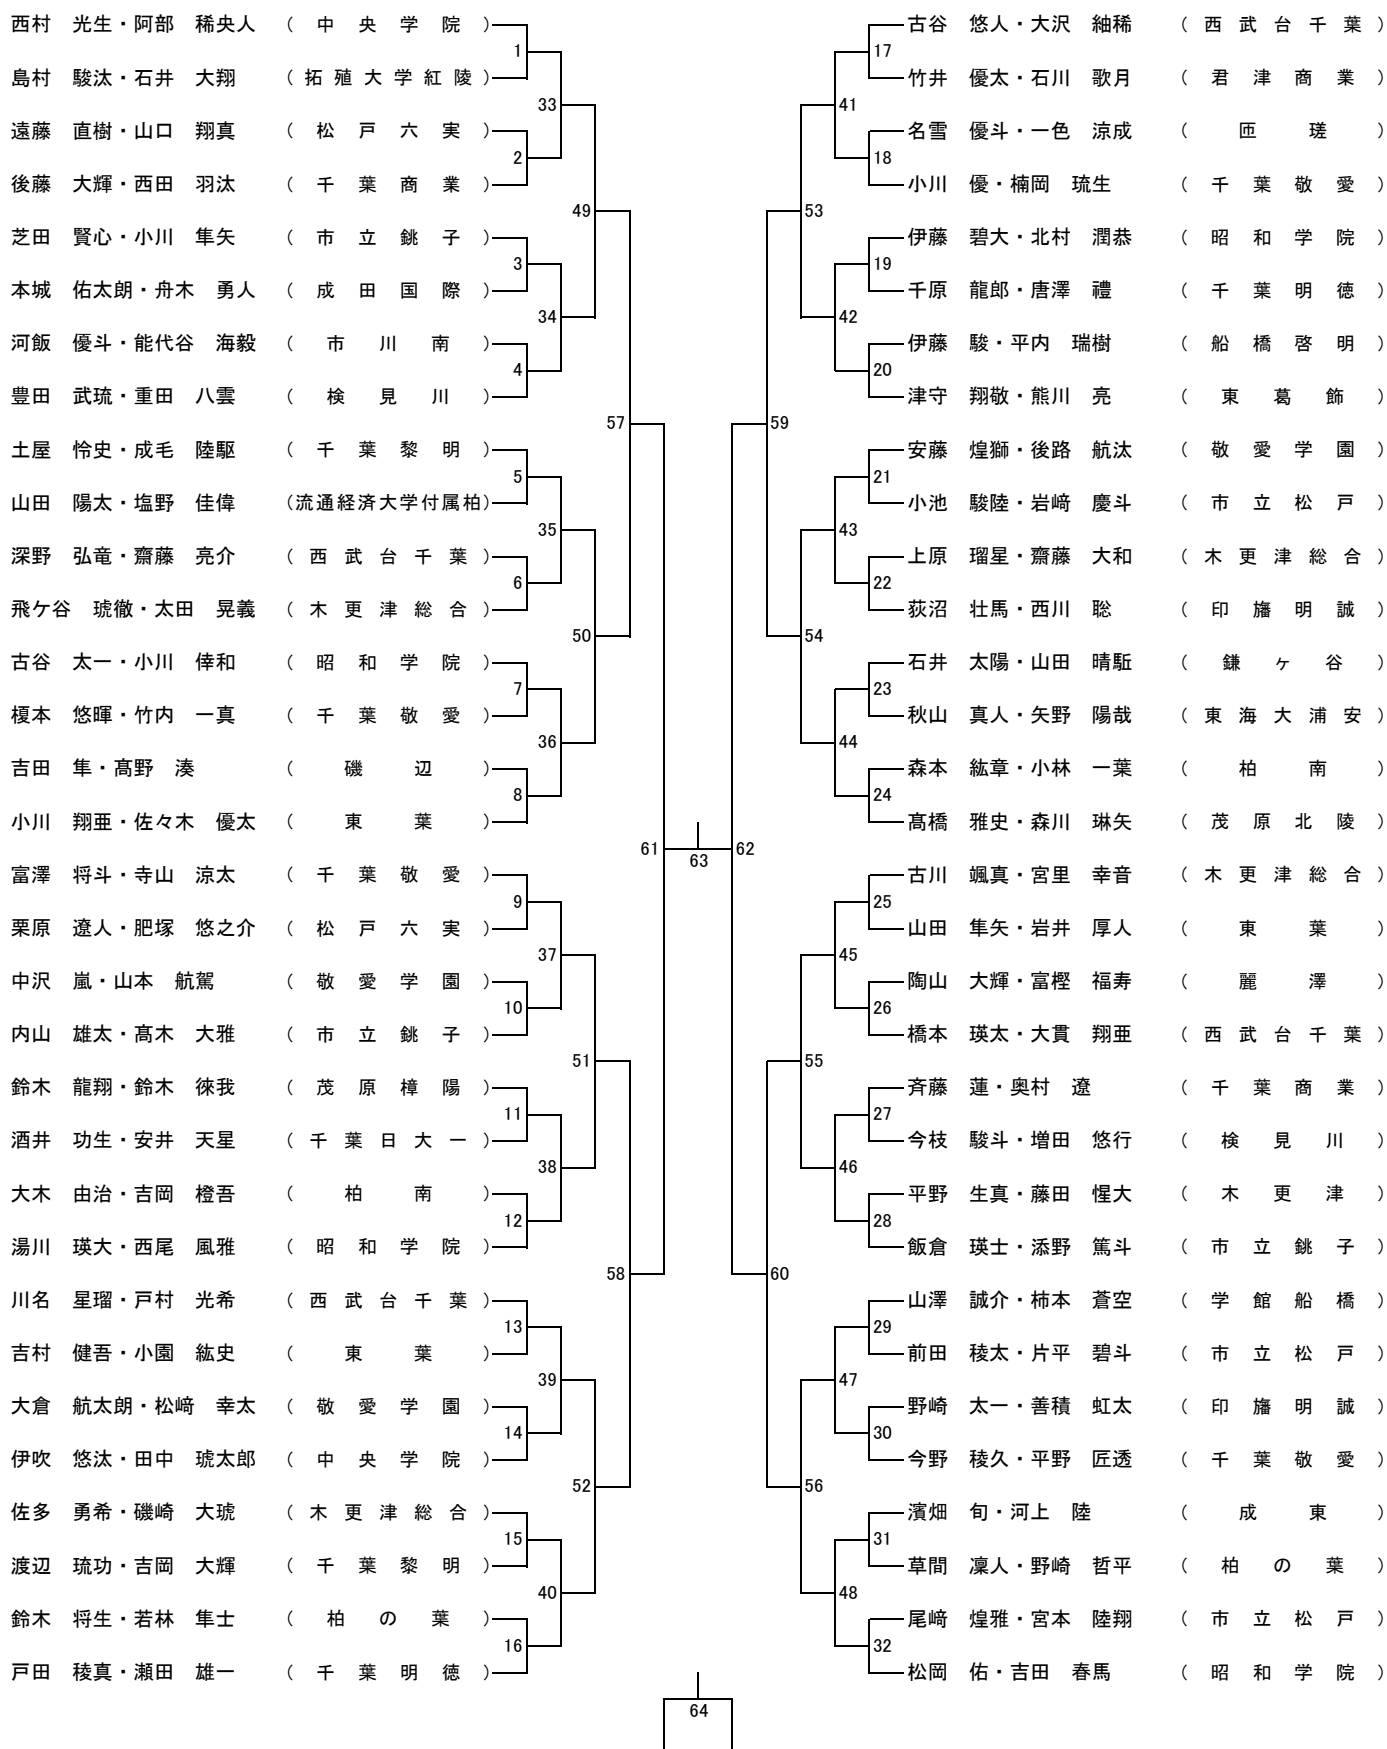 西村　光生・阿部　稀央人　（中央学院）
島村　駿汰・石井　大翔　（拓殖大学紅陵）
遠藤　直樹・山口　翔真　（松戸六実）
後藤　大輝・西田　羽汰　（千葉商業）
芝田　賢心・小川　隼矢　（市立銚子）
本城　佑太朗・舟木　勇人　（成田国際）
河飯　優斗・能代谷　海毅　（市川南）
豊田　武琉・重田　八雲　（検見川）
土屋　怜史・成毛　陸駆　（千葉黎明）
山田　陽太・塩野　佳偉　（流通経済大学付属柏）
深野　弘竜・齋藤　亮介　（西武台千葉）
飛ケ谷　琥徹・太田　晃義　（木更津総合）
古谷　太一・小川　倖和　（昭和学院）
榎本　悠暉・竹内　一真　（千葉敬愛）
吉田　隼・髙野　湊　（磯辺）
小川　翔亜・佐々木　優太　（東葉）
富澤　将斗・寺山　涼太　（千葉敬愛）
栗原　遼人・肥塚　悠之介　（松戸六実）
中沢　嵐・山本　航駕　（敬愛学園）
内山　雄太・髙木　大雅　（市立銚子）
鈴木　龍翔・鈴木　徠我　（茂原樟陽）
酒井　功生・安井　天星　（千葉日大一）
大木　由治・吉岡　橙吾　（柏南）
湯川　瑛大・西尾　風雅　（昭和学院）
川名　星瑠・戸村　光希　（西武台千葉）
吉村　健吾・小園　紘史　（東葉）
大倉　航太朗・松﨑　幸太　（敬愛学園）
伊吹　悠汰・田中　琥太郎　（中央学院）
佐多　勇希・磯崎　大琥　（木更津総合）
渡辺　琉功・吉岡　大輝　（千葉黎明）
鈴木　将生・若林　隼士　（柏の葉）
戸田　稜真・瀬田　雄一　（千葉明徳）
1
2
3
4
5
6
7
8
9
10
11
12
13
14
15
16
33
34
35
36
37
38
39
40
49
50
51
52
57
58
61
63
62
59
60
53
54
55
56
41
42
43
44
45
46
47
48
17
18
19
20
21
22
23
24
25
26
27
28
29
30
31
32
古谷　悠人・大沢　紬稀　（西武台千葉）
竹井　優太・石川　歌月　（君津商業）
名雪　優斗・一色　涼成　（匝瑳）
小川　優・楠岡　琉生　（千葉敬愛）
伊藤　碧大・北村　潤恭　（昭和学院）
千原　龍郎・唐澤　禮　（千葉明徳）
伊藤　駿・平内　瑞樹　（船橋啓明）
津守　翔敬・熊川　亮　（東葛飾）
安藤　煌獅・後路　航汰　（敬愛学園）
小池　駿陸・岩﨑　慶斗　（市立松戸）
上原　瑠星・齋藤　大和　（木更津総合）
荻沼　壮馬・西川　聡　（印旛明誠）
石井　太陽・山田　晴駈　（鎌ヶ谷）
秋山　真人・矢野　陽哉　（東海大浦安）
森本　紘章・小林　一葉　（柏南）
髙橋　雅史・森川　琳矢　（茂原北陵）
古川　颯真・宮里　幸音　（木更津総合）
山田　隼矢・岩井　厚人　（東葉）
陶山　大輝・富樫　福寿　（麗澤）
橋本　瑛太・大貫　翔亜　（西武台千葉）
斉藤　蓮・奥村　遼　（千葉商業）
今枝　駿斗・増田　悠行　（検見川）
平野　生真・藤田　惺大　（木更津）
飯倉　瑛士・添野　篤斗　（市立銚子）
山澤　誠介・柿本　蒼空　（学館船橋）
前田　稜太・片平　碧斗　（市立松戸）
野崎　太一・善積　虹太　（印旛明誠）
今野　稜久・平野　匠透　（千葉敬愛）
濱畑　旬・河上　陸　（成東）
草間　凜人・野崎　哲平　（柏の葉）
尾﨑　煌雅・宮本　陸翔　（市立松戸）
松岡　佑・吉田　春馬　（昭和学院）
64